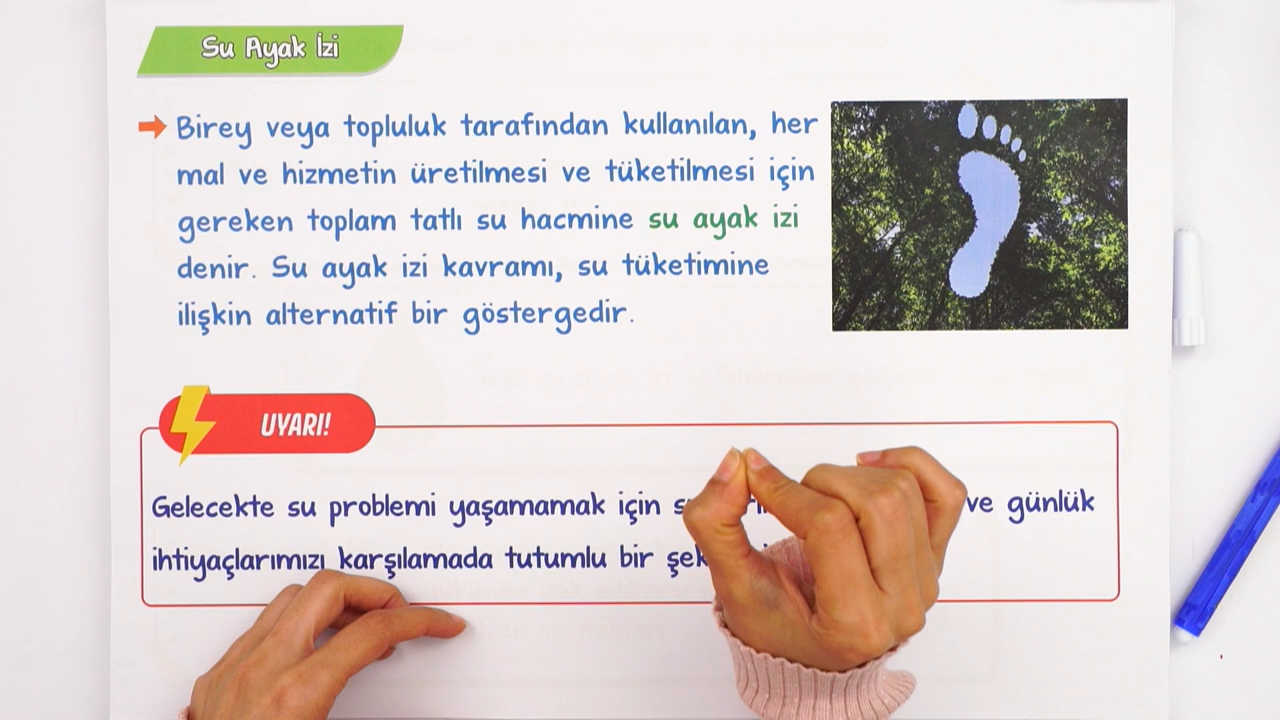 Su Ayak İzi
Birey veya topluluk tarafından kullanılan, her
mal ve hizmetin üretilmesi ve tüketilmesi için
gereken toplam tatlı su hacmine su ayak izi
denir. Su ayak izi kavramı, su tüketimine
ilişkin alternatif bir göstergedir.
UYARI!
Gelecekte su problemi yaşamamak için ve günlük
ihtiyaçlarımızı karşılamada tutumlu bir